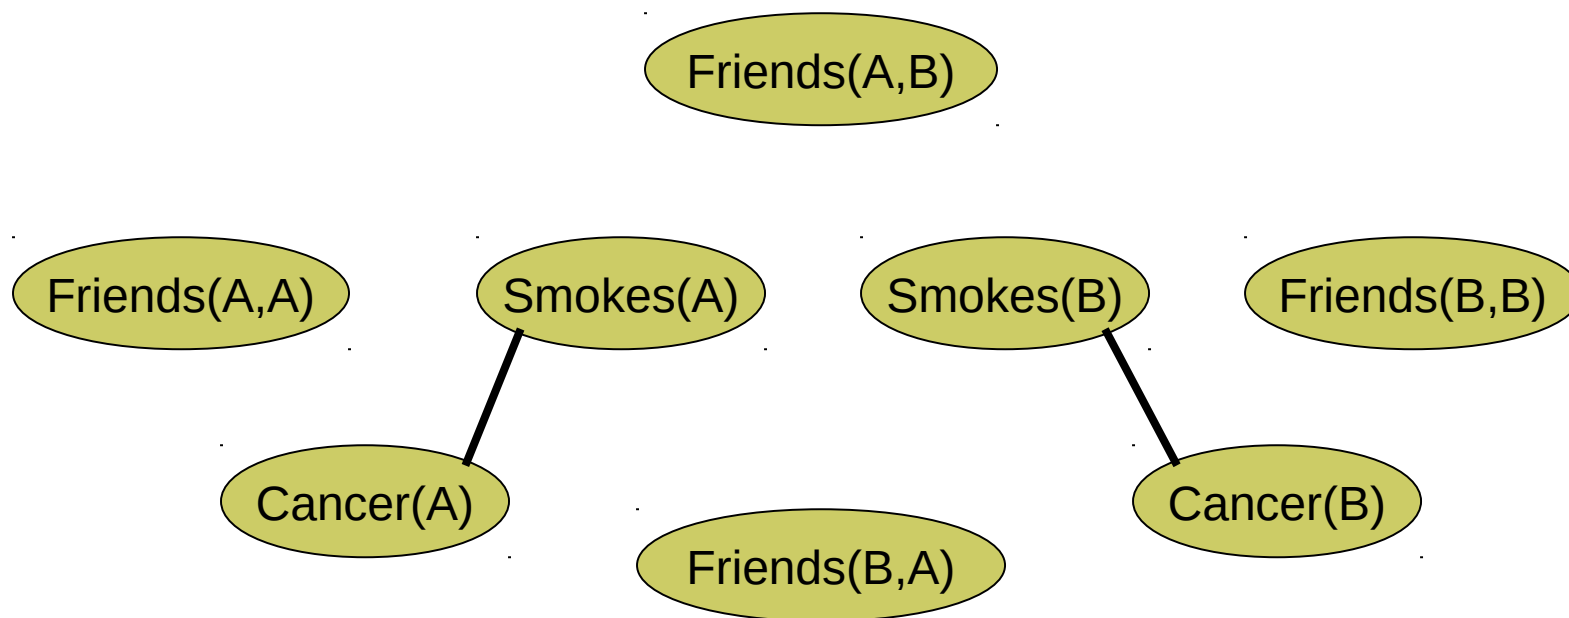 Friends(A,B)
Friends(A,A)
Smokes(A)
Smokes(B)
Friends(B,B)
Cancer(A)
Cancer(B)
Friends(B,A)